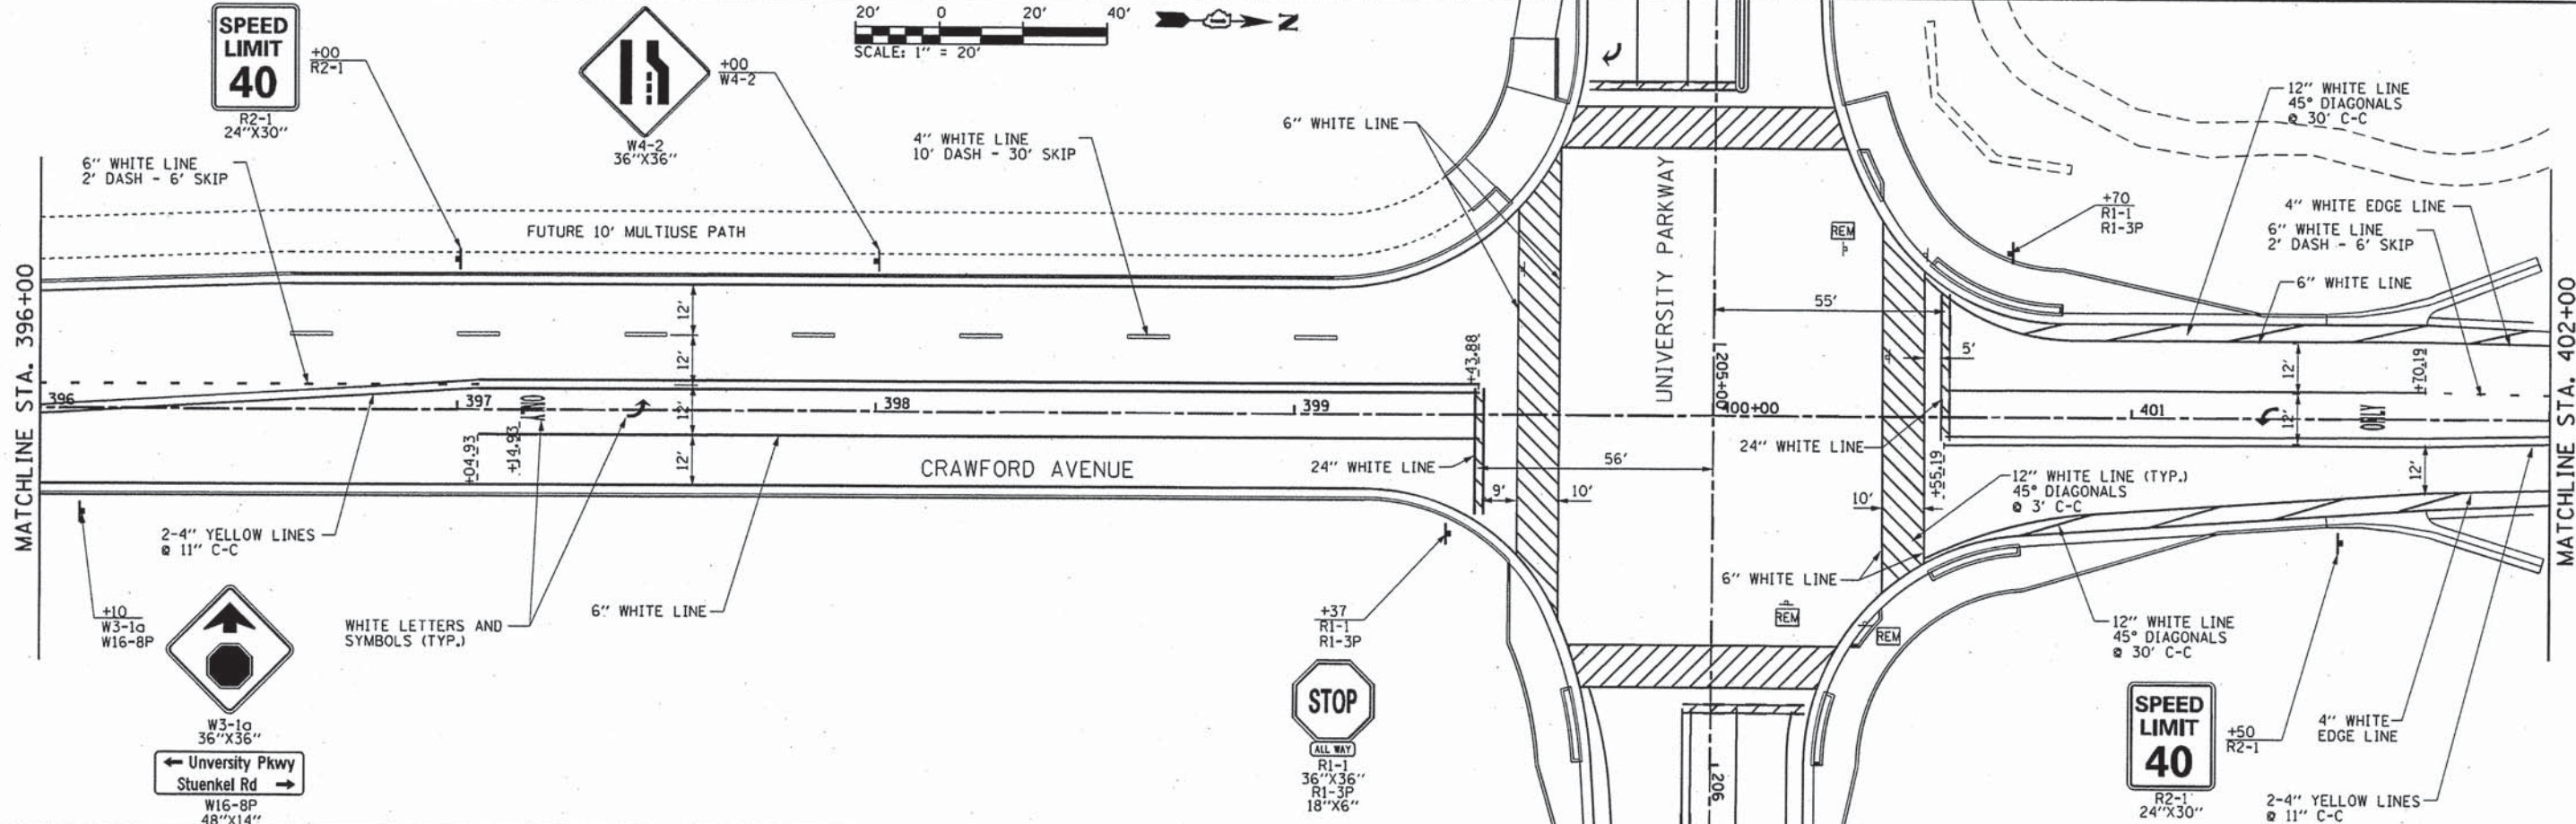 SPEED
LIMIT
40
R2-1
24"X30"
+00
R2-1
W4-2
36"X36"
+00
W4-2
20' 0 20' 40'
SCALE: 1" = 20'
N
6" WHITE LINE
2' DASH - 6' SKIP
4" WHITE LINE
10' DASH - 30' SKIP
6" WHITE LINE
12" WHITE LINE
45° DIAGONALS
@ 30' C-C
+70
R1-1
R1-3P
4" WHITE EDGE LINE
6" WHITE LINE
2' DASH - 6' SKIP
6" WHITE LINE
FUTURE 10' MULTIUSE PATH
UNIVERSITY PARKWAY
REM
MATCHLINE STA. 396+00
MATCHLINE STA. 402+00
12'
12'
12'
12'
55'
5'
12'
12'
12'
+43.88
+70.19
205+00
396
397
ONLY
398
399
400+00
401
ONLY
+04.93
+14.93
CRAWFORD AVENUE
24" WHITE LINE
56'
24" WHITE LINE
+55.19
9'
10'
10'
12" WHITE LINE (TYP.)
45° DIAGONALS
@ 3' C-C
2-4" YELLOW LINES
@ 11" C-C
6" WHITE LINE
+10
W3-1a
W16-8P
WHITE LETTERS AND
SYMBOLS (TYP.)
6" WHITE LINE
+37
R1-1
R1-3P
REM
REM
12" WHITE LINE
45° DIAGONALS
@ 30' C-C
W3-1a
36"X36"
← Unversity Pkwy
Stuenkel Rd →
W16-8P
48"X14"
STOP
ALL WAY
R1-1
36"X36"
R1-3P
18"X6"
206
SPEED
LIMIT
40
R2-1
24"X30"
+50
R2-1
4" WHITE
EDGE LINE
2-4" YELLOW LINES
@ 11" C-C